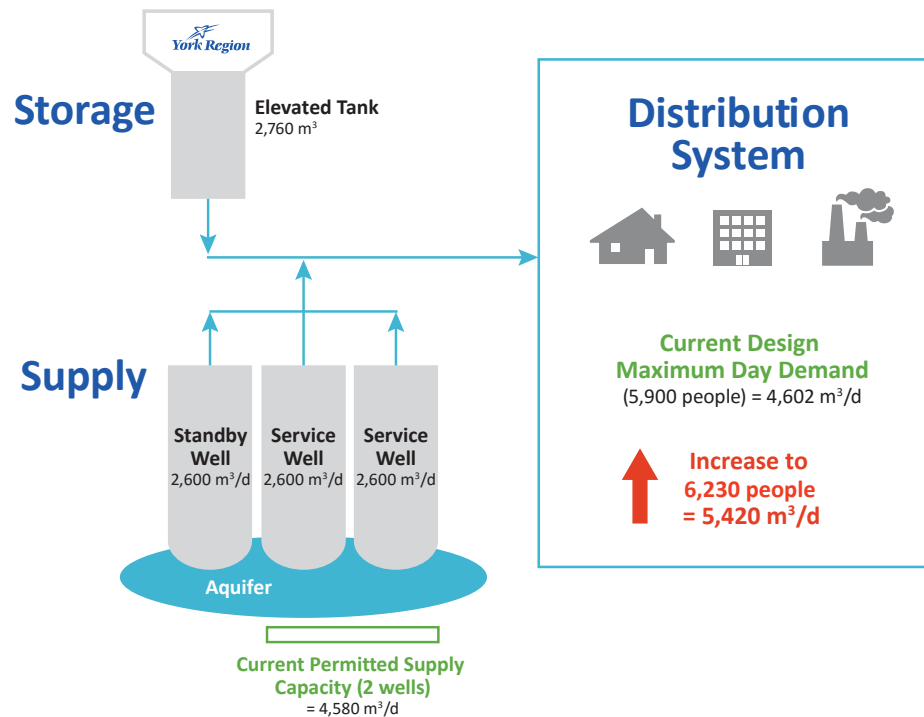 York Region
Storage
Elevated Tank
2,760 m³
Distribution
System
Current Design
Maximum Day Demand
(5,900 people) = 4,602 m³/d
Increase to
6,230 people
= 5,420 m³/d
Supply
Standby
Well
2,600 m³/d
Service
Well
2,600 m³/d
Service
Well
2,600 m³/d
Aquifer
Current Permitted Supply
Capacity (2 wells)
= 4,580 m³/d